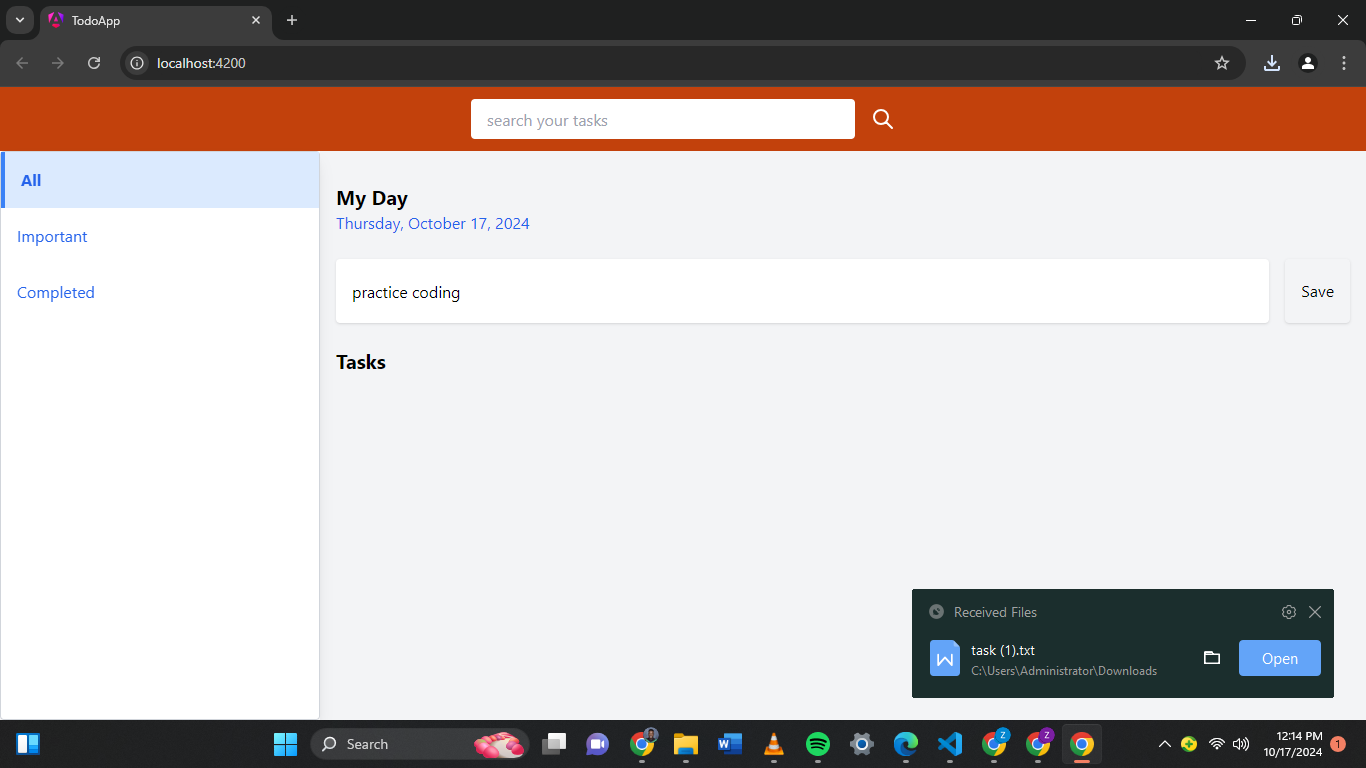 TodoApp
localhost:4200
search your tasks
All
Important
Completed
My Day
Thursday, October 17, 2024
practice coding
Save
Tasks
Received Files
task (1).txt
C:\Users\Administrator\Downloads
Open
Search
Z
Z
12:14 PM
10/17/2024
1